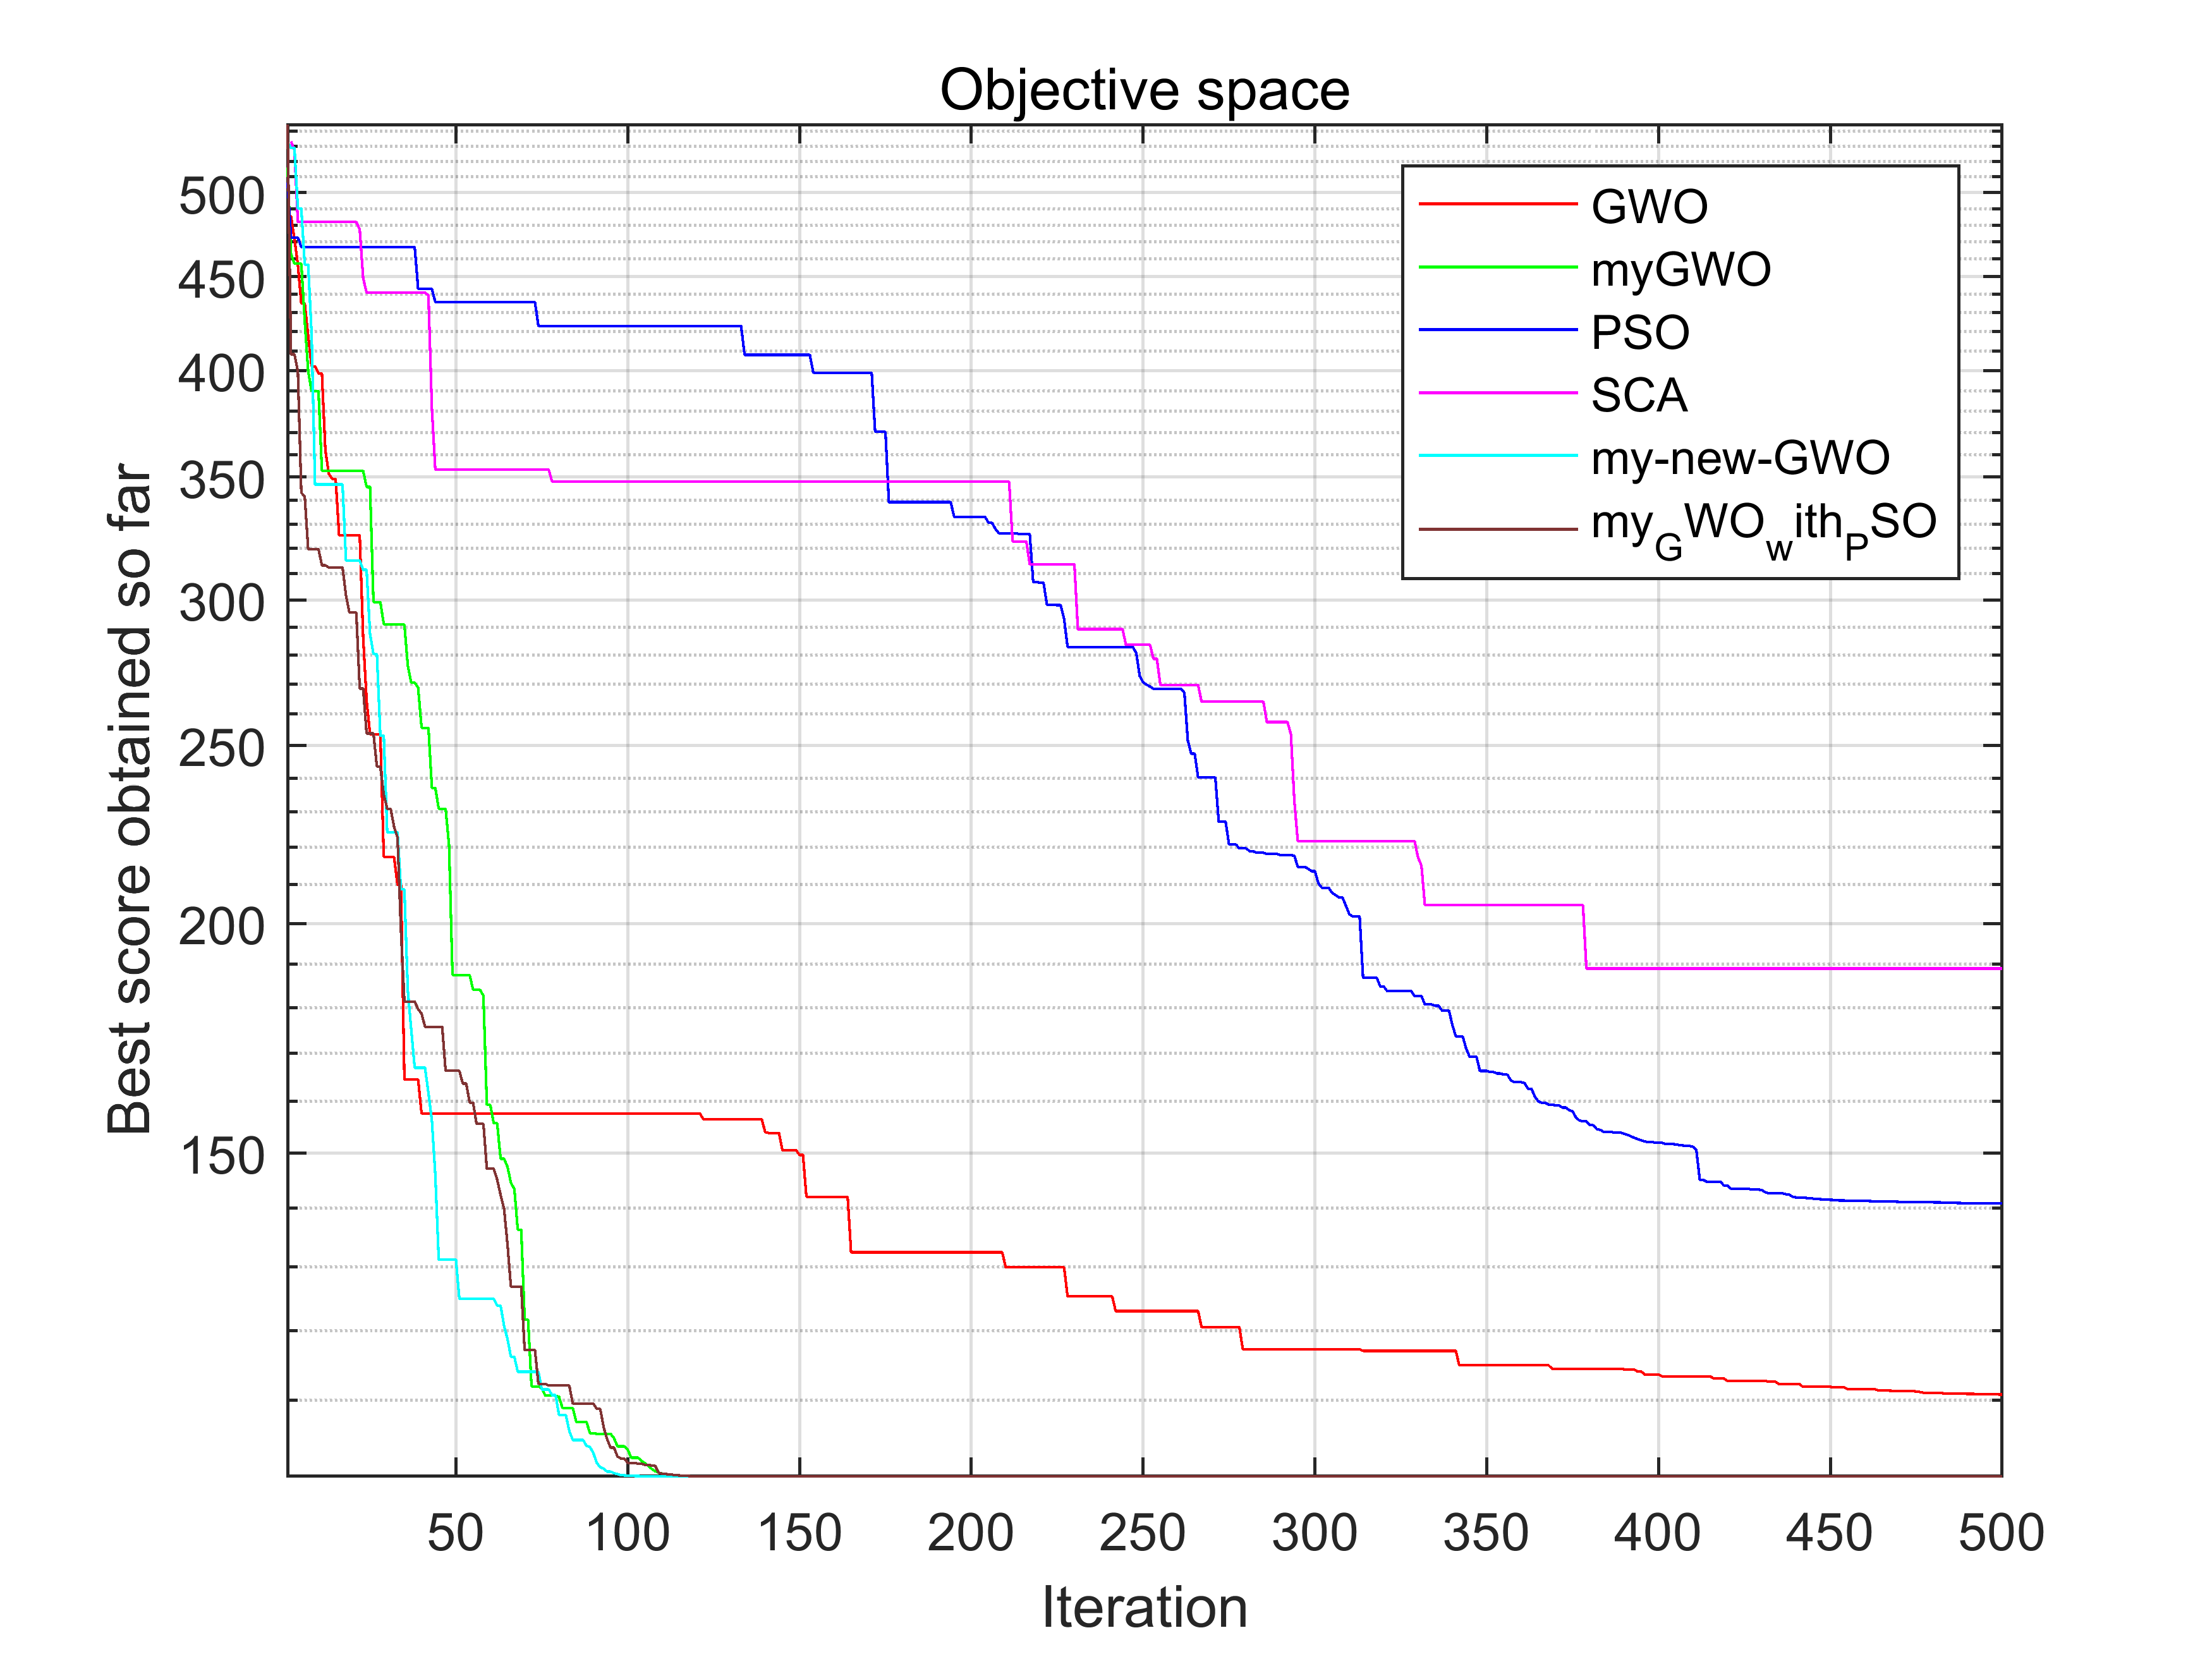 Objective space
Best score obtained so far
500
450
400
350
300
250
200
150
GWO
myGWO
PSO
SCA
my-new-GWO
my_GWO_with_PSO
50 100 150 200 250 300 350 400 450 500
Iteration